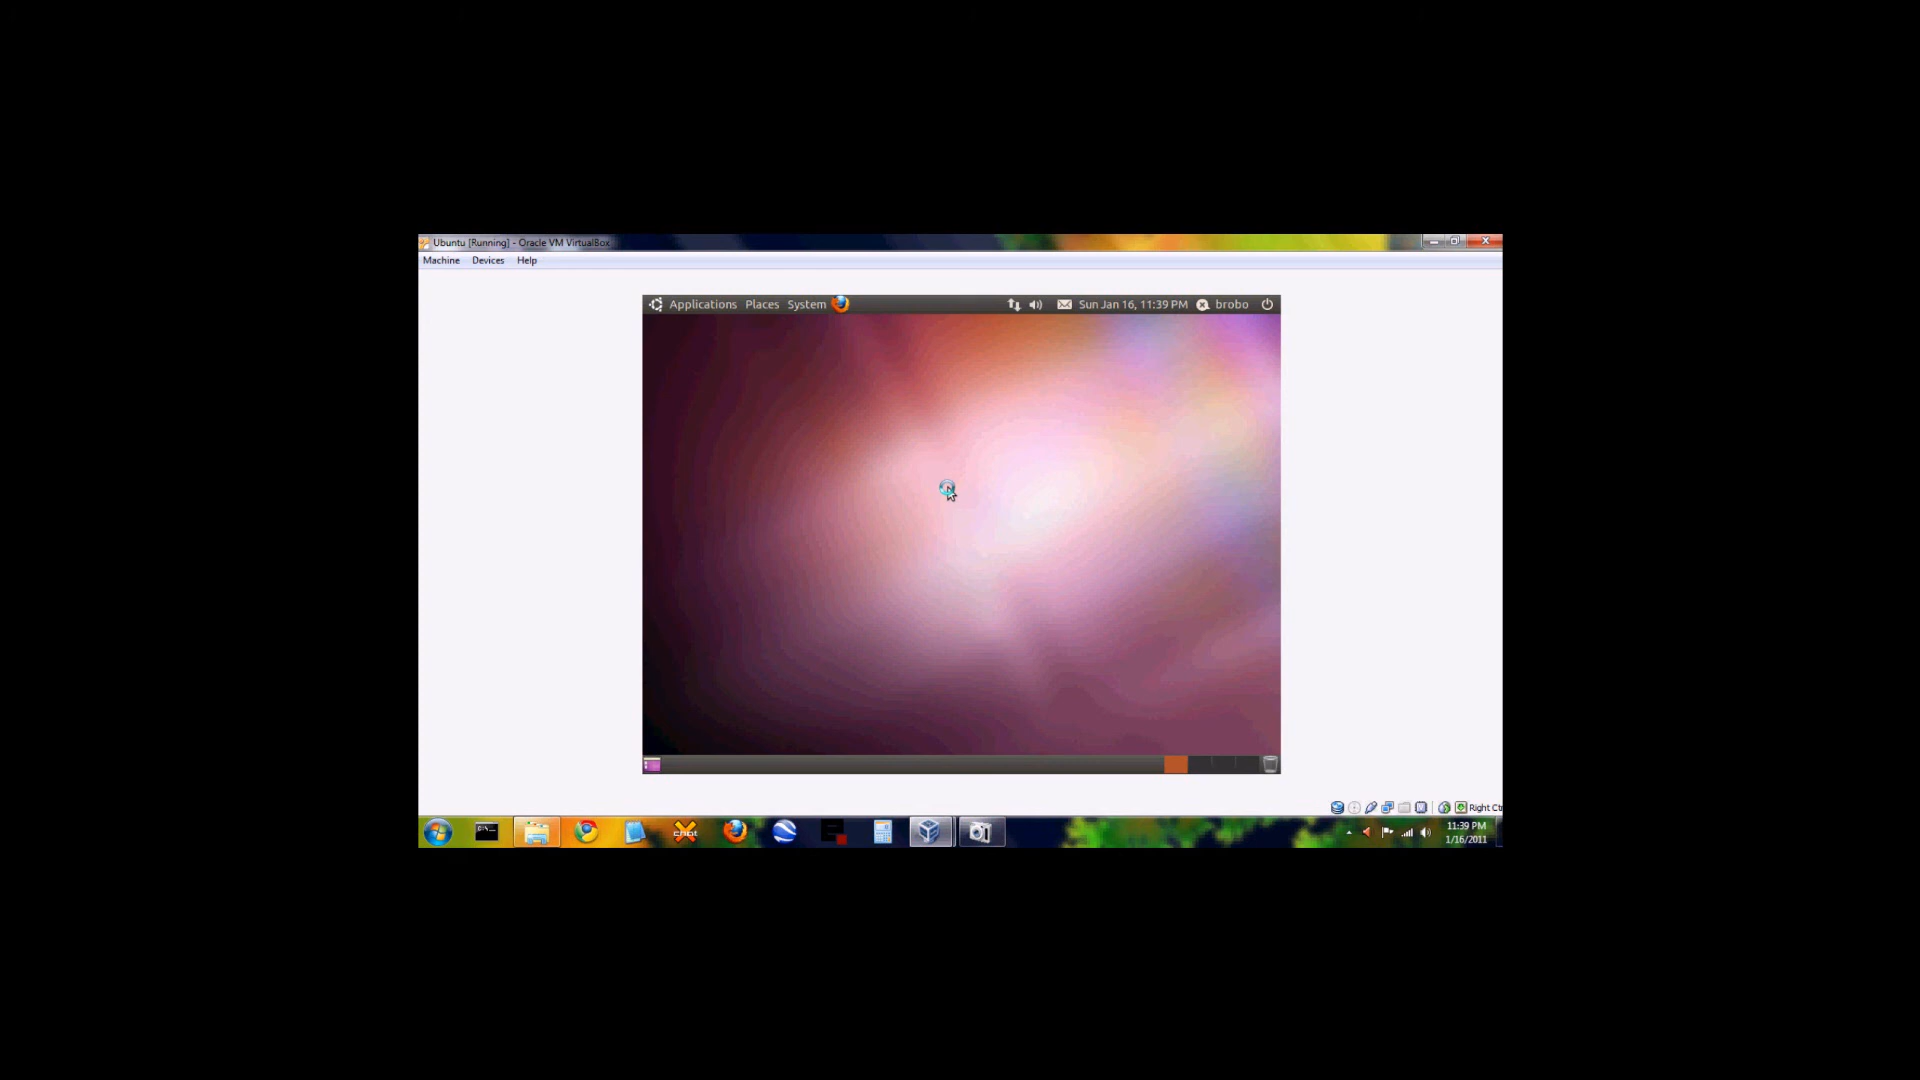 Ubuntu [Running] - Oracle VM VirtualBox
Machine Devices Help
Applications Places System Sun Jan 16, 11:39 PM brobo
Right Ct
11:39 PM
1/16/2011